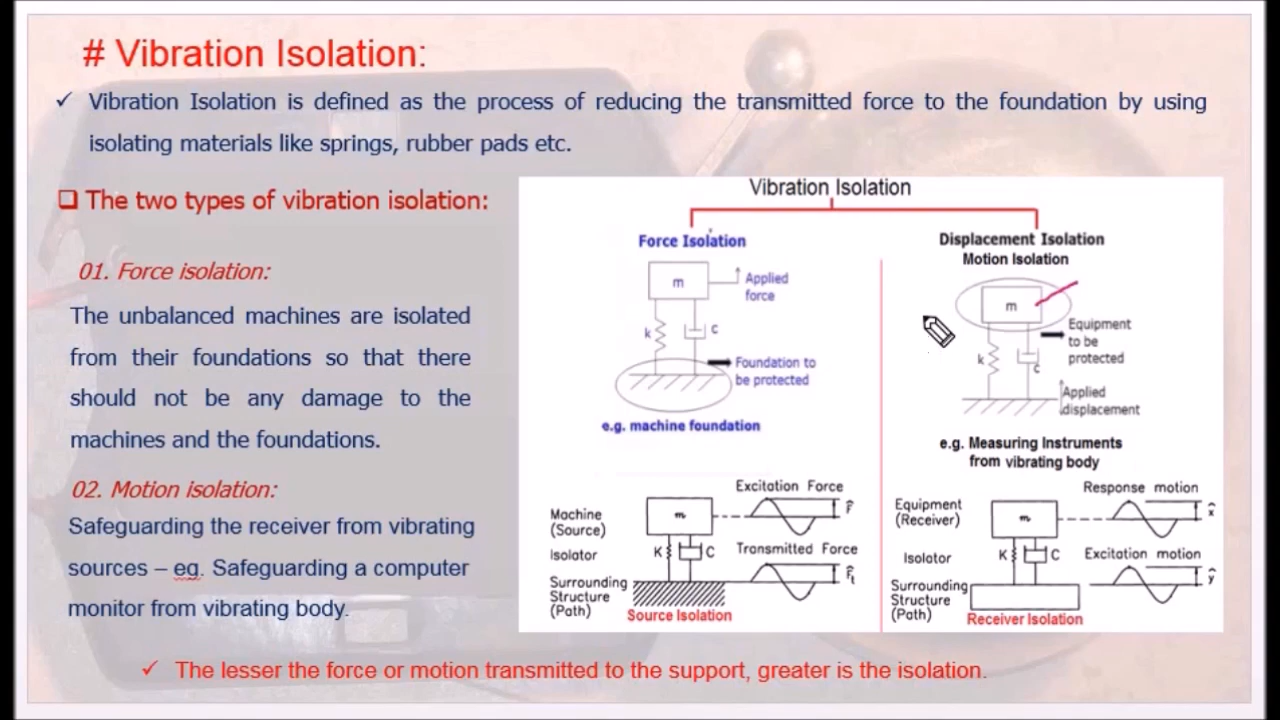 # Vibration Isolation:
✓ Vibration Isolation is defined as the process of reducing the transmitted force to the foundation by using
isolating materials like springs, rubber pads etc.
❑ The two types of vibration isolation:
01. Force isolation:
The unbalanced machines are isolated
from their foundations so that there
should not be any damage to the
machines and the foundations.
02. Motion isolation:
Safeguarding the receiver from vibrating
sources – eg. Safeguarding a computer
monitor from vibrating body.
Vibration Isolation
Force Isolation
m
Applied
force
k
c
Foundation to
be protected
e.g. machine foundation
Displacement Isolation
Motion Isolation
m
Equipment
to be
protected
k
c
Applied
displacement
e.g. Measuring Instruments
from vibrating body
Excitation Force
Machine
(Source)
m
F̂
Isolator
K
C
Transmitted Force
F̂t
Surrounding
Structure
(Path)
Source Isolation
Response motion
Equipment
(Receiver)
m
x̂
Isolator
K
C
Excitation motion
ŷ
Surrounding
Structure
(Path)
Receiver Isolation
✓ The lesser the force or motion transmitted to the support, greater is the isolation.